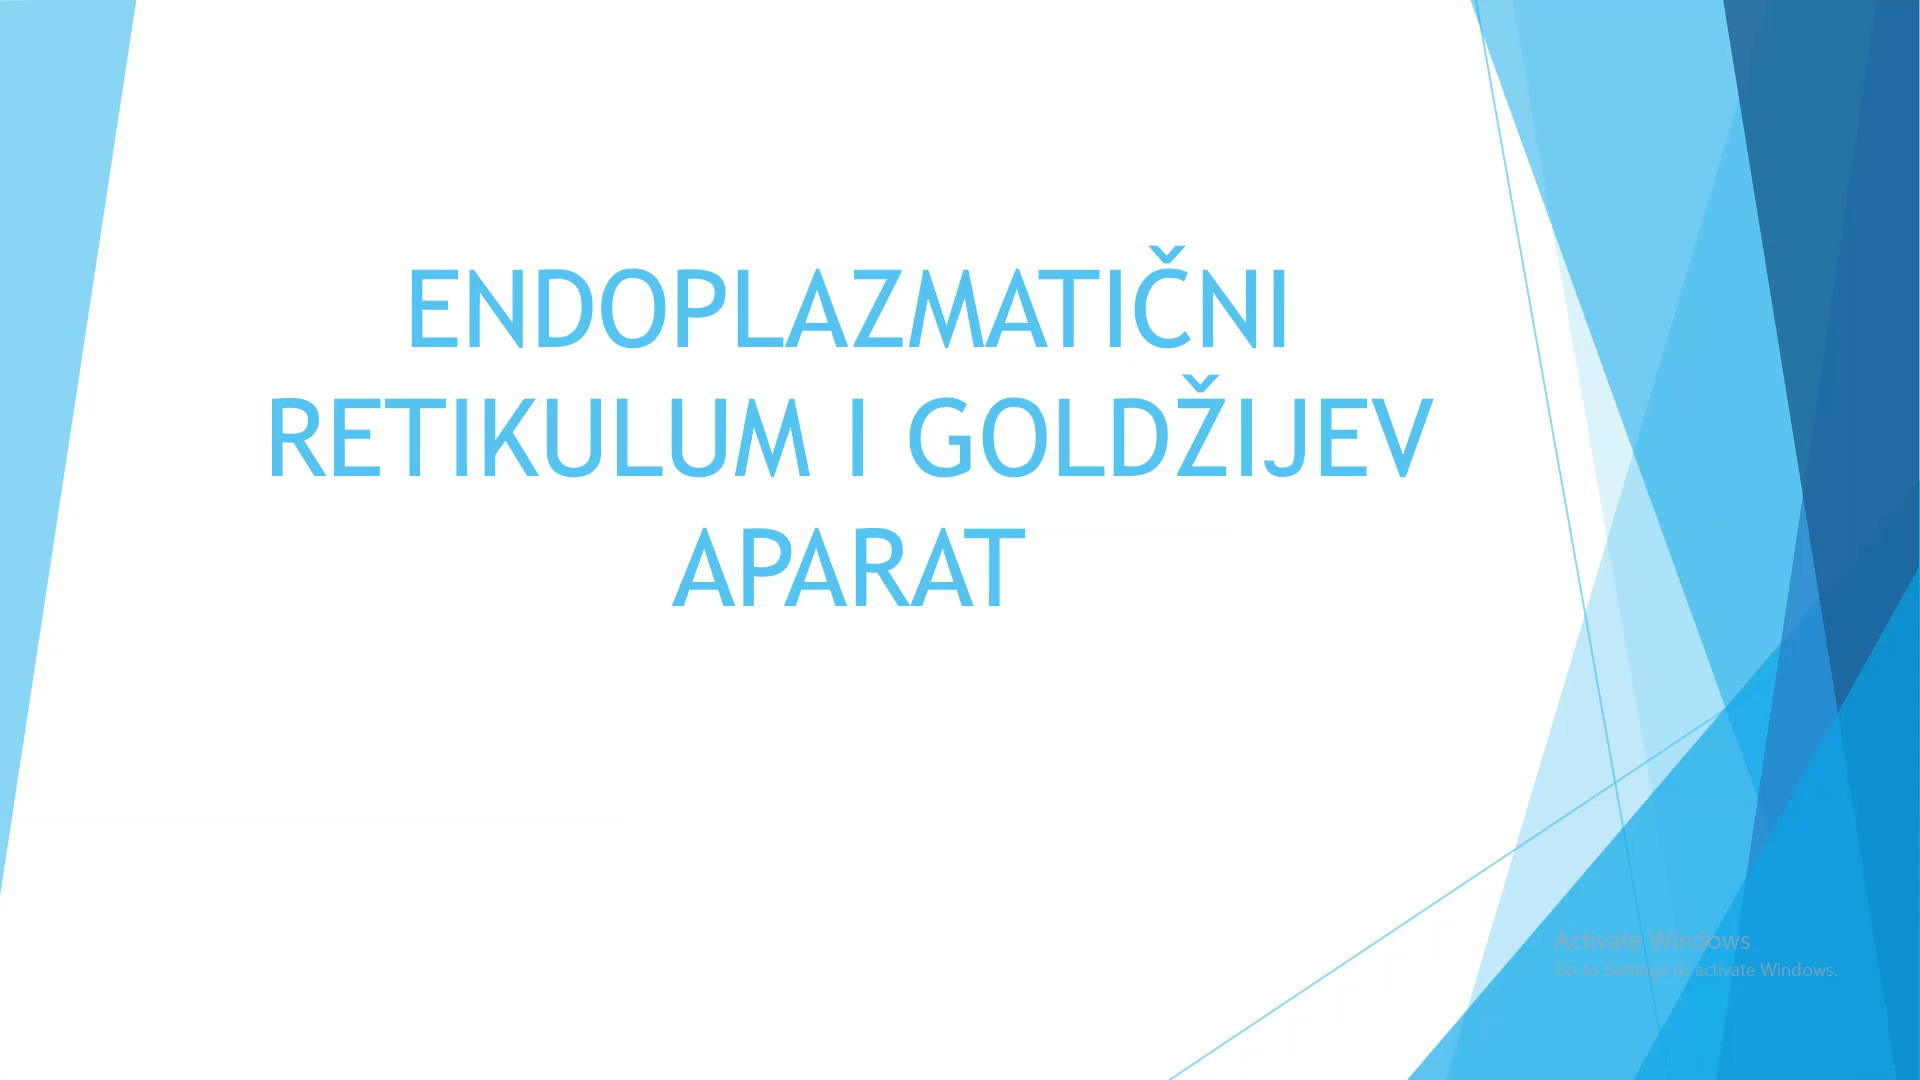 ENDOPLAZMATIČNI
RETIKULUM I GOLDŽIJEV
APARAT
Activate Windows
Go to Settings to activate Windows.